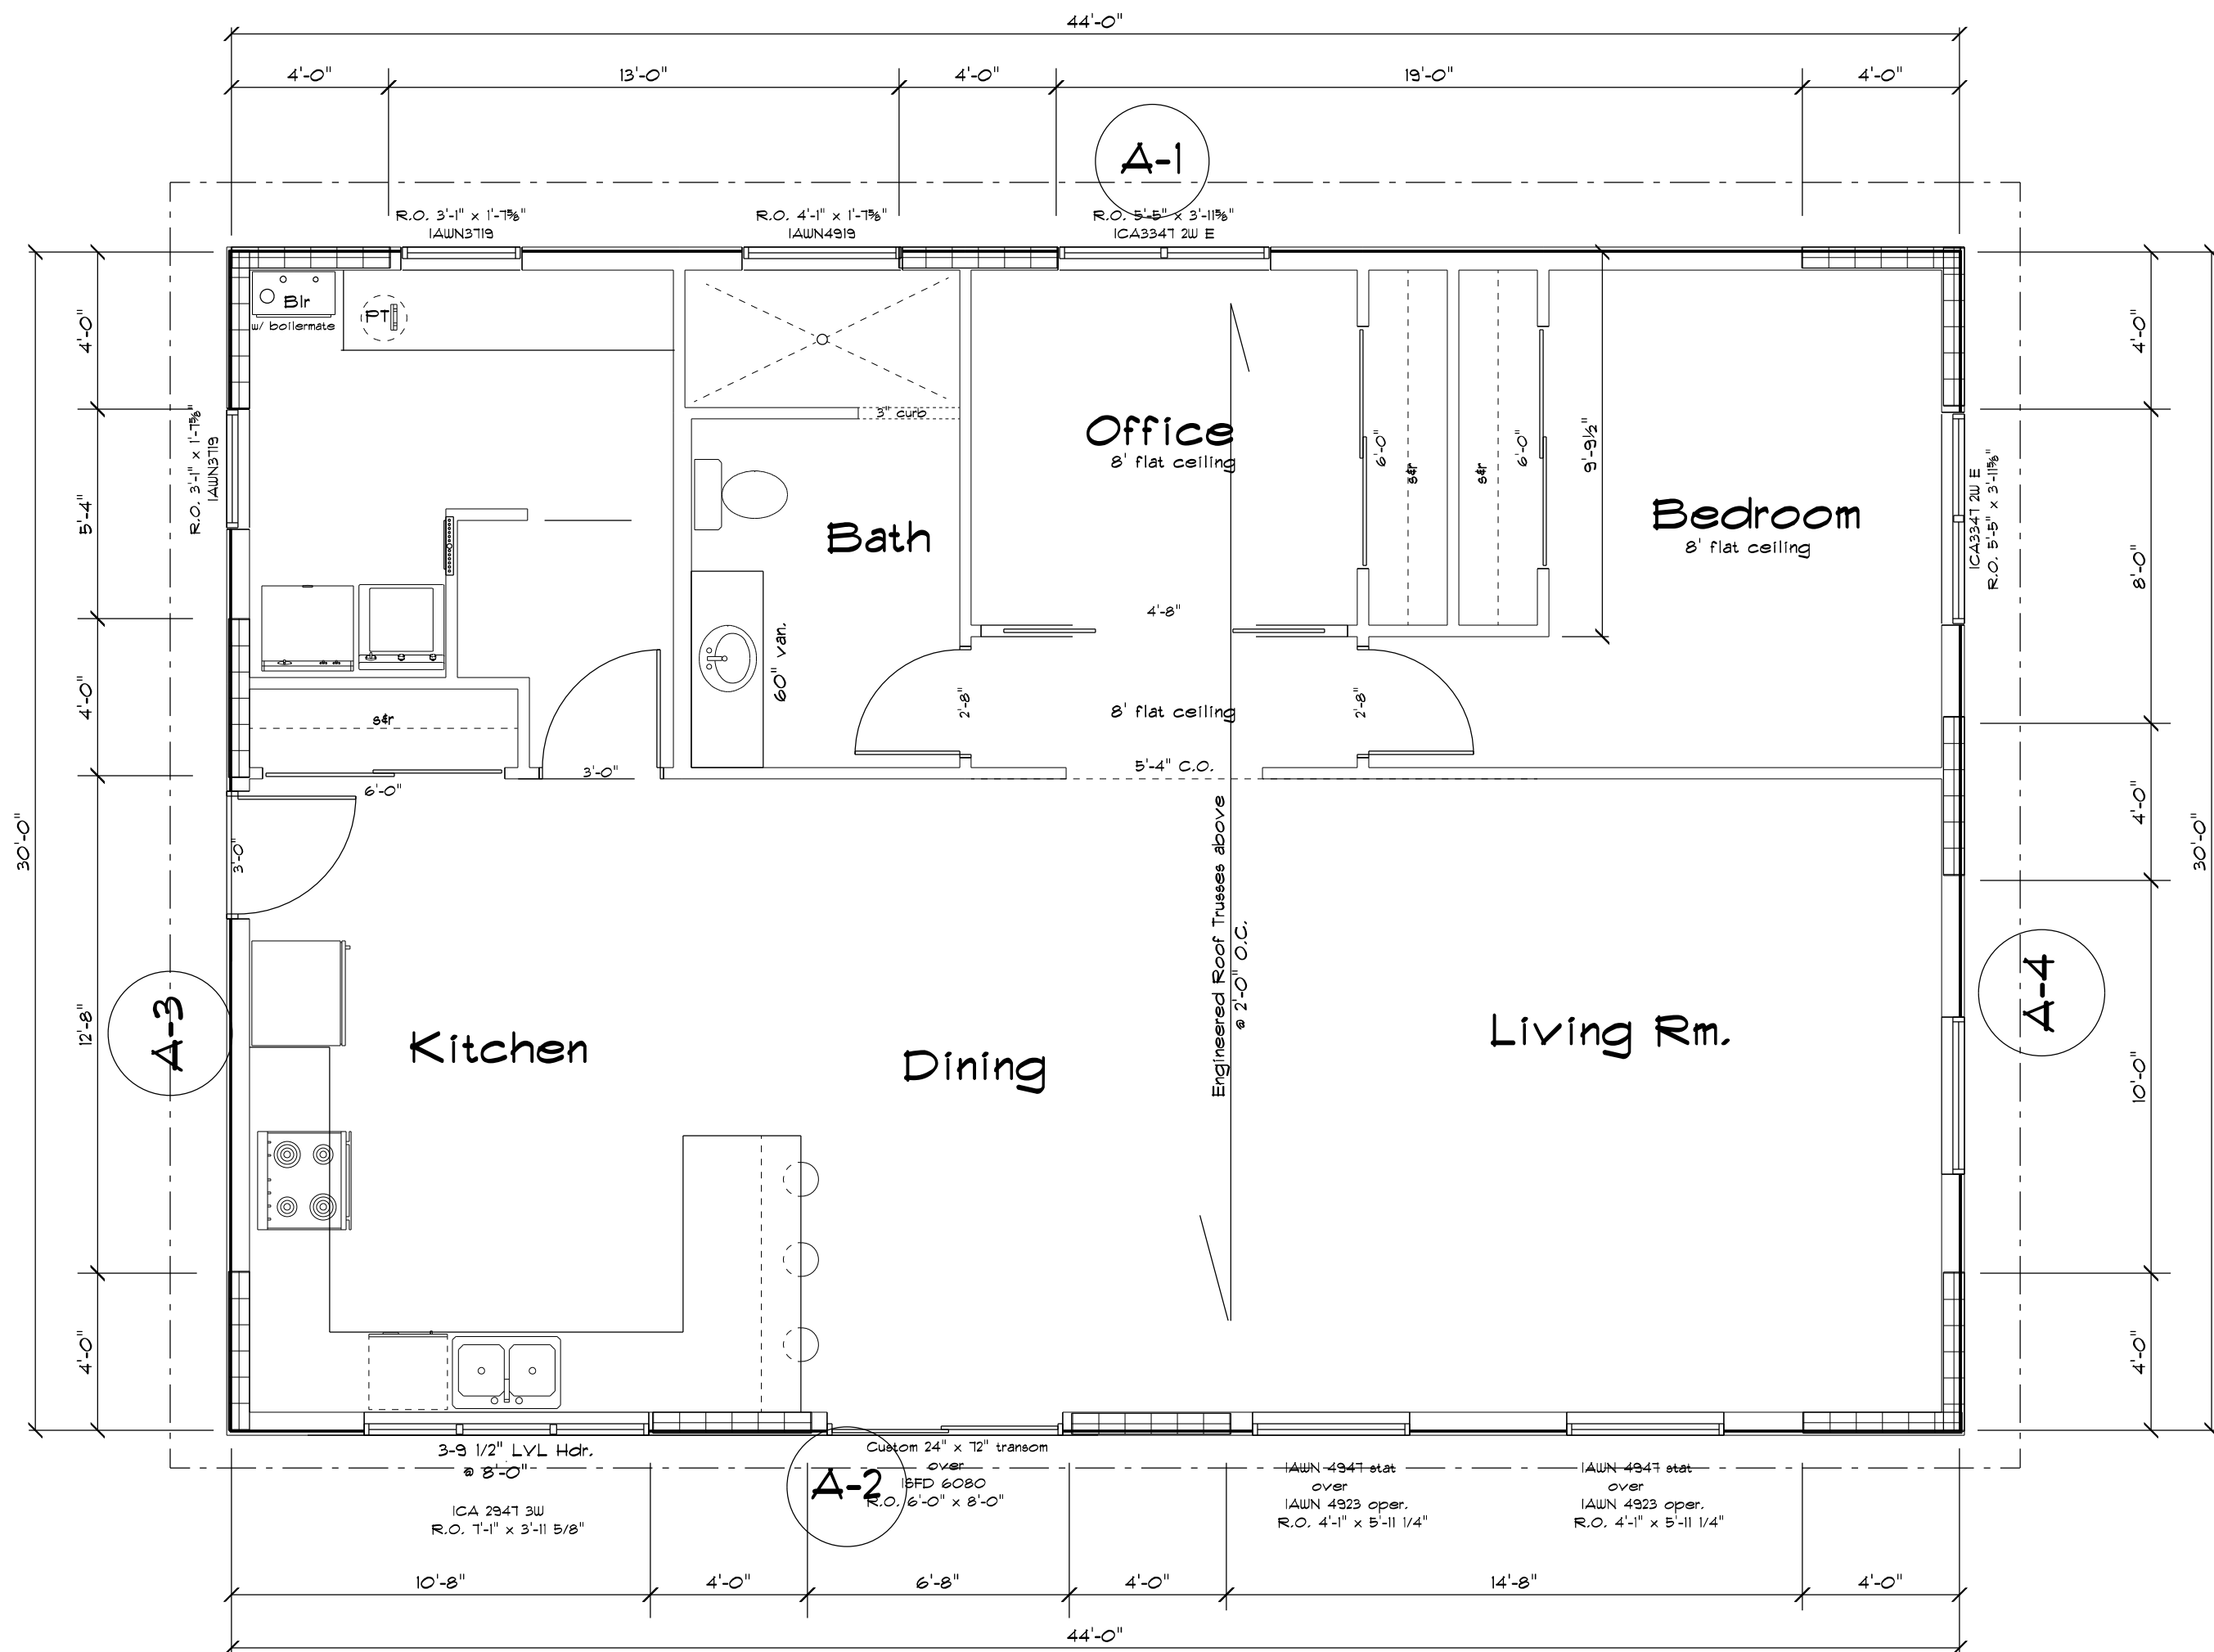 44'-0"
4'-0"
13'-0"
4'-0"
19'-0"
4'-0"
A-1
R.O. 3'-1" x 1'-7⅝"
IAWN3719
R.O. 4'-1" x 1'-7⅝"
IAWN4919
R.O. 5'-5" x 3'-11⅝"
ICA3347 2W E
Blr
w/ boilermate
PT
4'-0"
4'-0"
R.O. 3'-1" x 1'-7⅝"
IAWN3719
3" curb
Office
8' flat ceiling
6'-0"
s&r
s&r
6'-0"
9'-9½"
Bedroom
8' flat ceiling
ICA3347 2W E
R.O. 5'-5" x 3'-11⅝"
5'-4"
8'-0"
Bath
60" van.
4'-8"
2'-8"
8' flat ceiling
2'-8"
4'-0"
s&r
3'-0"
5'-4" C.O.
6'-0"
4'-0"
30'-0"
3'-0"
30'-0"
Engineered Roof Trusses above
@ 2'-0" O.C.
A-3
A-4
12'-8"
Kitchen
Dining
Living Rm.
10'-0"
4'-0"
4'-0"
3-9 1/2" LVL Hdr.
@ 8'-0"
ICA 2947 3W
R.O. 7'-1" x 3'-11 5/8"
A-2
Custom 24" x 72" transom
over
ISFD 6080
R.O. 6'-0" x 8'-0"
IAWN 4947 stat
over
IAWN 4923 oper.
R.O. 4'-1" x 5'-11 1/4"
IAWN 4947 stat
over
IAWN 4923 oper.
R.O. 4'-1" x 5'-11 1/4"
10'-8"
4'-0"
6'-8"
4'-0"
14'-8"
4'-0"
44'-0"